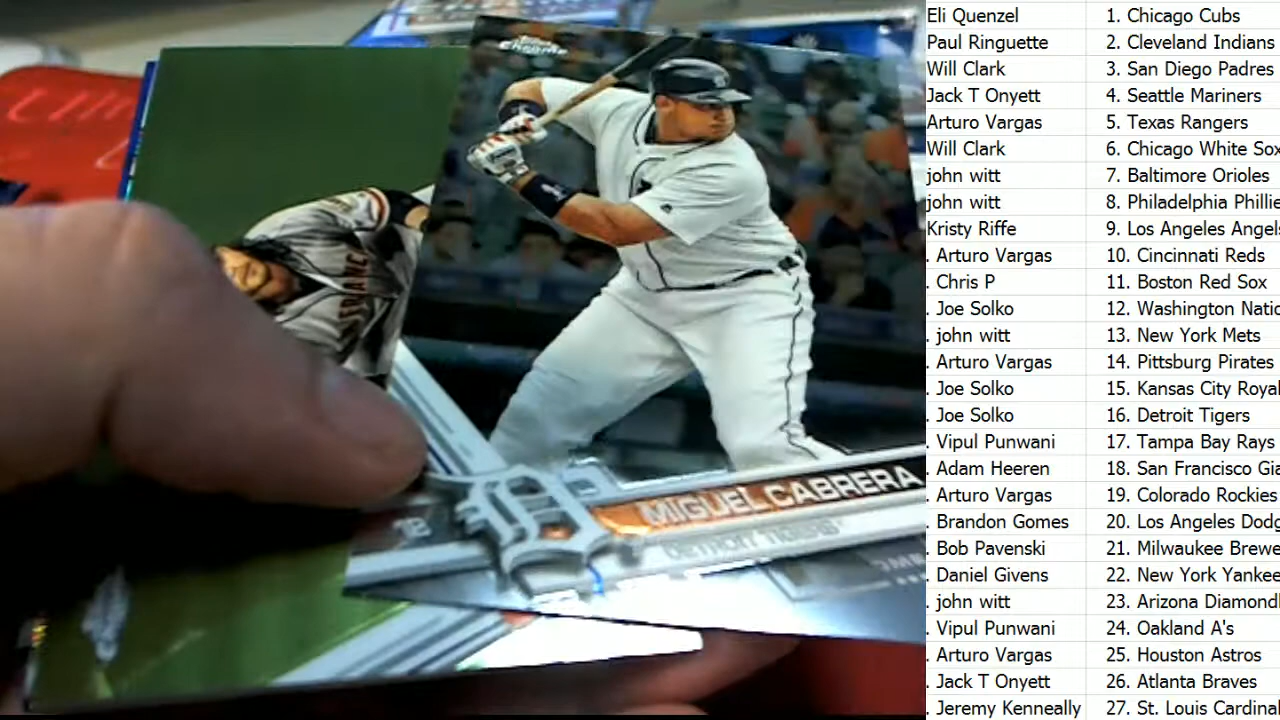 Chrome
MIGUEL CABRERA
DETROIT TIGERS
1B
Eli Quenzel 1. Chicago Cubs
Paul Ringuette 2. Cleveland Indians
Will Clark 3. San Diego Padres
Jack T Onyett 4. Seattle Mariners
Arturo Vargas 5. Texas Rangers
Will Clark 6. Chicago White Sox
john witt 7. Baltimore Orioles
john witt 8. Philadelphia Phillie
Kristy Riffe 9. Los Angeles Angels
. Arturo Vargas 10. Cincinnati Reds
. Chris P 11. Boston Red Sox
. Joe Solko 12. Washington Natio
. john witt 13. New York Mets
. Arturo Vargas 14. Pittsburg Pirates
. Joe Solko 15. Kansas City Royal
. Joe Solko 16. Detroit Tigers
. Vipul Punwani 17. Tampa Bay Rays
. Adam Heeren 18. San Francisco Gia
. Arturo Vargas 19. Colorado Rockies
. Brandon Gomes 20. Los Angeles Dodg
. Bob Pavenski 21. Milwaukee Brewe
. Daniel Givens 22. New York Yankee
. john witt 23. Arizona Diamondl
. Vipul Punwani 24. Oakland A's
. Arturo Vargas 25. Houston Astros
. Jack T Onyett 26. Atlanta Braves
. Jeremy Kenneally 27. St. Louis Cardinal